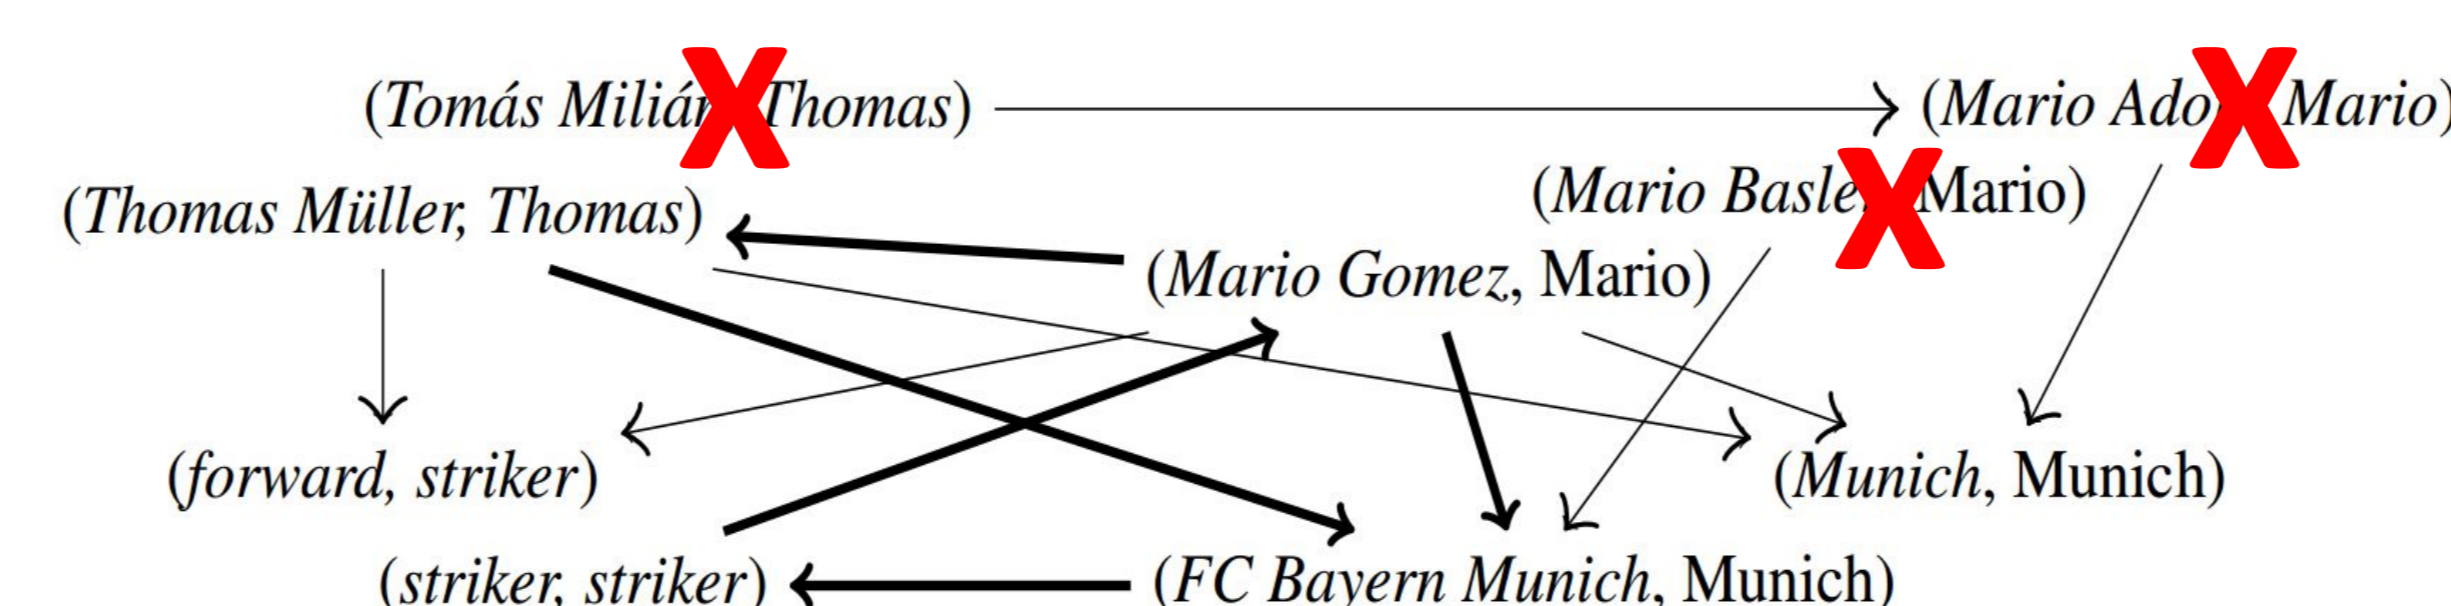 (Tomás Milián, Thomas)
(Mario Ado X Mario)
(Thomas Müller, Thomas)
(Mario Basler, Mario)
(Mario Gomez, Mario)
(forward, striker)
(Munich, Munich)
(striker, striker)
(FC Bayern Munich, Munich)